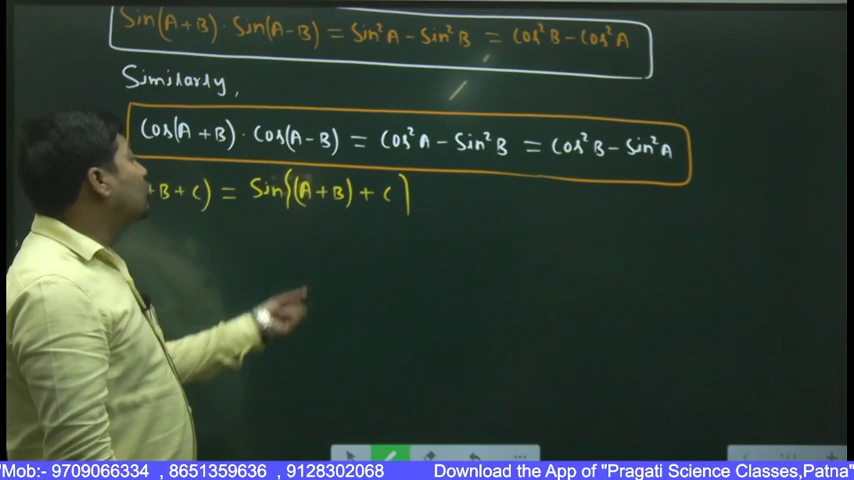 Sin(A+B) · Sin(A-B) = Sin²A - Sin²B = Cos²B - Cos²A
Similarly,
Cos(A+B) · Cos(A-B) = Cos²A - Sin²B = Cos²B - Sin²A
+B+C) = Sin{(A+B)+C}
"Mob:- 9709066334 , 8651359636 , 9128302068 Download the App of "Pragati Science Classes,Patna"